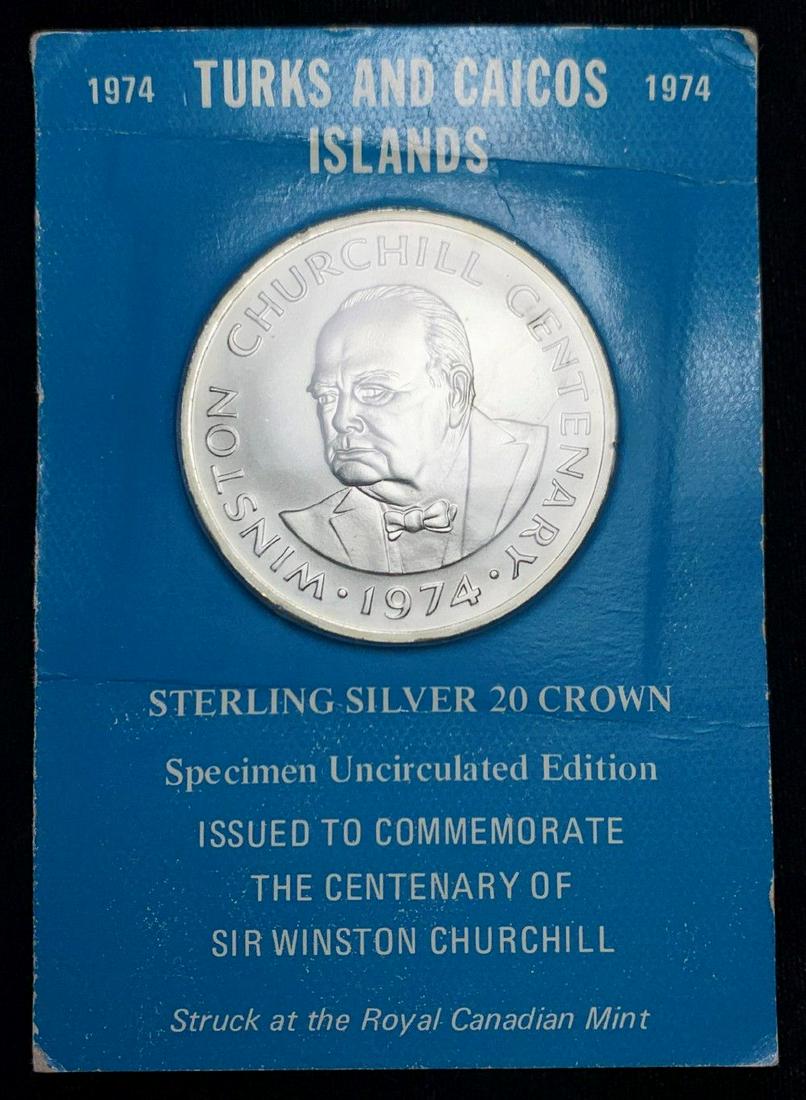 1974 TURKS AND CAICOS 1974
ISLANDS
WINSTON CHURCHILL CENTENARY
· 1974 ·
STERLING SILVER 20 CROWN
Specimen Uncirculated Edition
ISSUED TO COMMEMORATE
THE CENTENARY OF
SIR WINSTON CHURCHILL
Struck at the Royal Canadian Mint